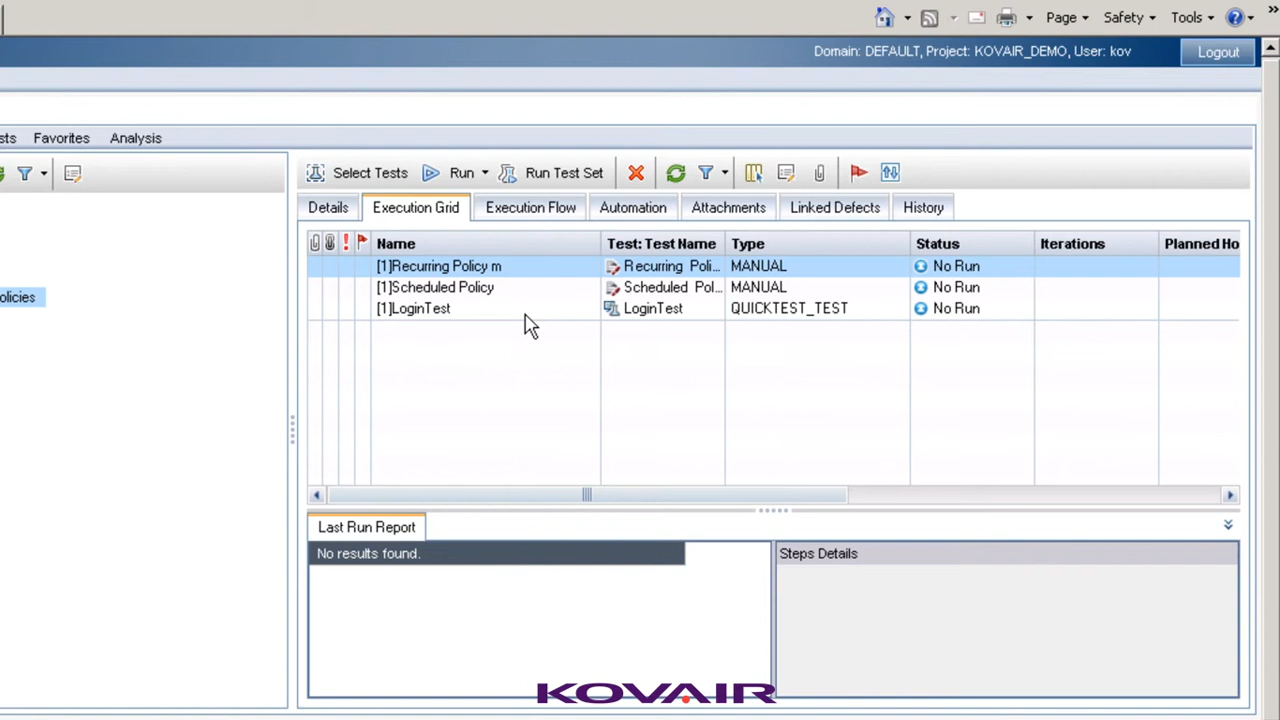 Page Safety Tools
Domain: DEFAULT, Project: KOVAIR_DEMO, User: kov Logout
sts Favorites Analysis
Select Tests Run Run Test Set
Details Execution Grid Execution Flow Automation Attachments Linked Defects History
Name Test: Test Name Type Status Iterations Planned Ho
[1]Recurring Policy m Recurring Poli... MANUAL No Run
olicies
[1]Scheduled Policy Scheduled Pol... MANUAL No Run
[1]LoginTest LoginTest QUICKTEST_TEST No Run
Last Run Report
No results found. Steps Details
KOVAIR